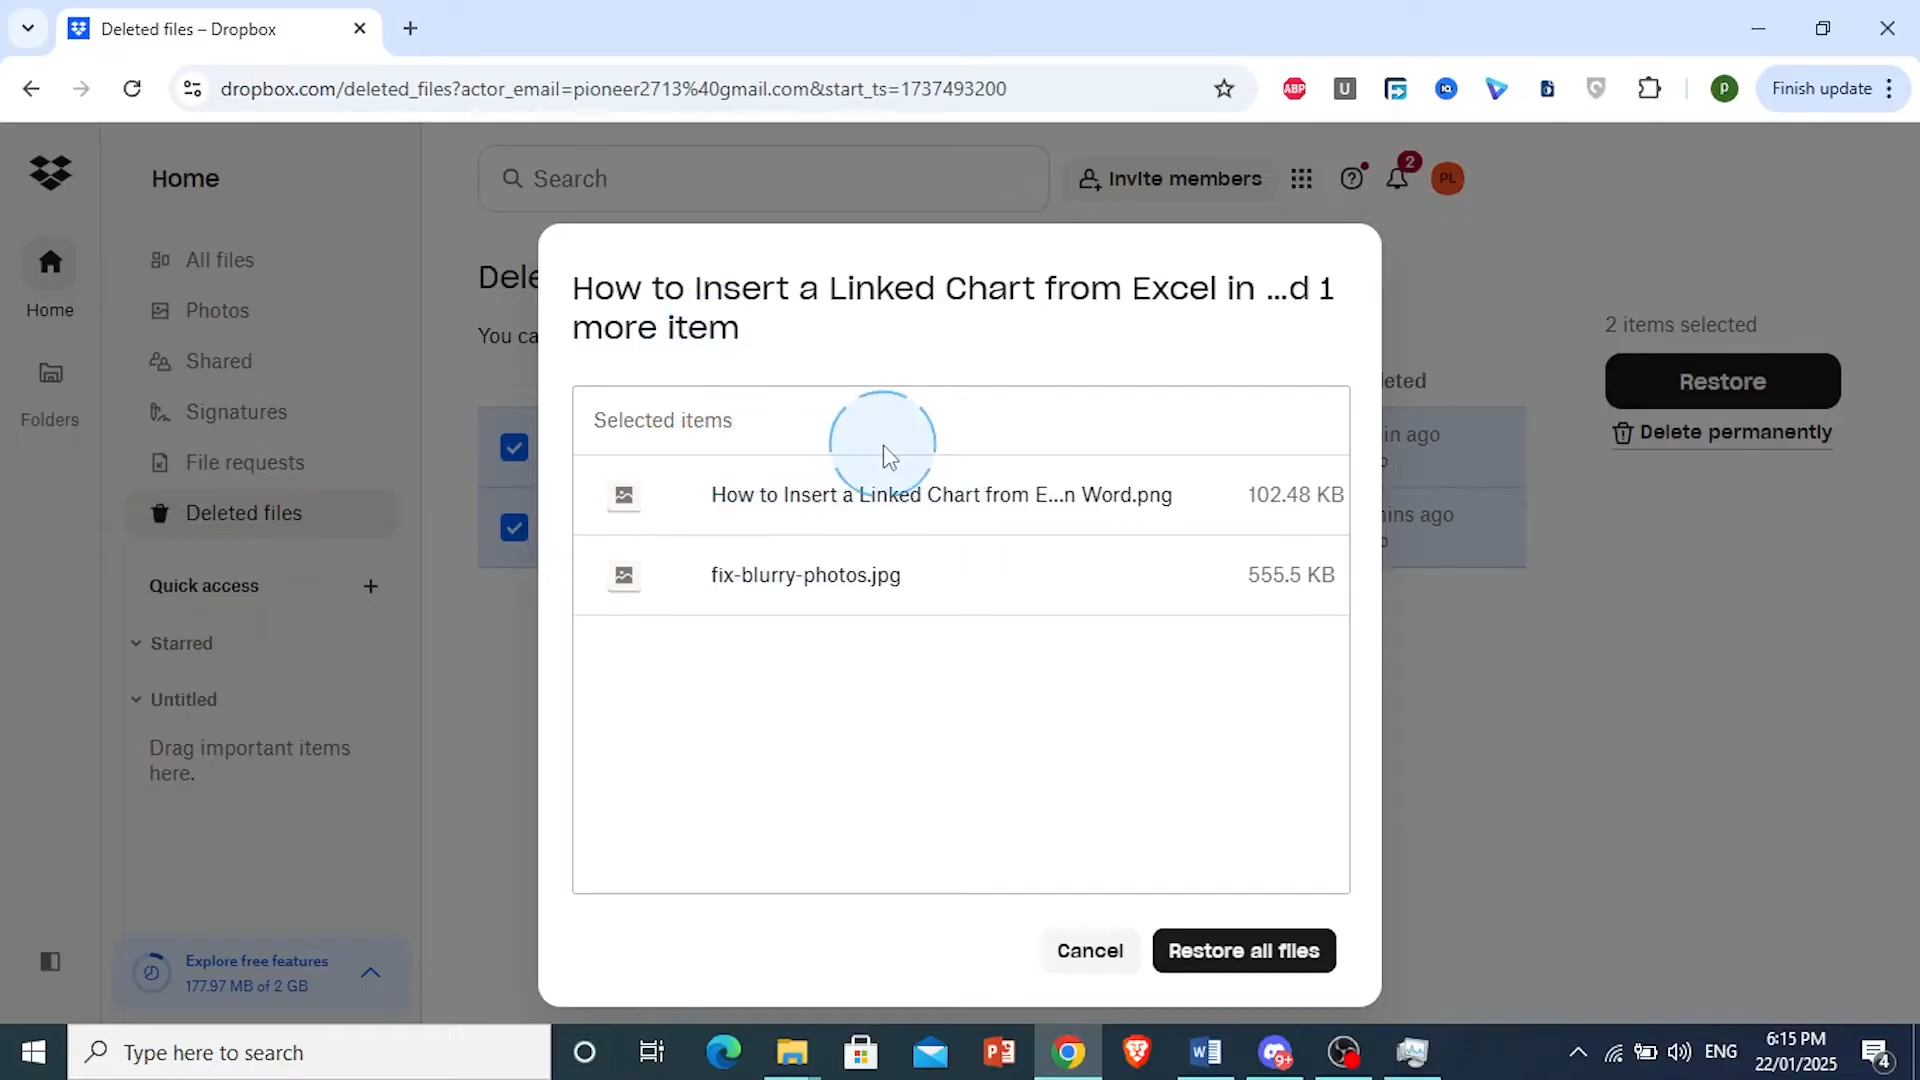 Deleted files – Dropbox
dropbox.com/deleted_files?actor_email=pioneer2713%40gmail.com&start_ts=1737493200
ABP
U
P
Finish update
Home
Folders
Home
All files
Photos
Shared
Signatures
File requests
Deleted files
Quick access
Starred
Untitled
Drag important items
here.
Explore free features
177.97 MB of 2 GB
Search
Invite members
2
PL
Dele
You ca
How to Insert a Linked Chart from Excel in ...d 1
more item
Selected items
How to Insert a Linked Chart from E...n Word.png
102.48 KB
fix-blurry-photos.jpg
555.5 KB
Cancel
Restore all files
leted
in ago
nins ago
2 items selected
Restore
Delete permanently
Type here to search
9+
ENG
6:15 PM
22/01/2025
4